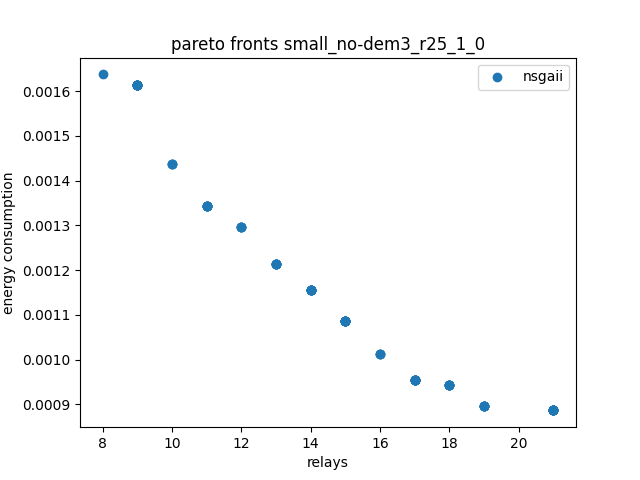 pareto fronts small_no-dem3_r25_1_0
nsgaii
0.0016
0.0015
0.0014
0.0013
0.0012
0.0011
0.0010
0.0009
energy consumption
8 10 12 14 16 18 20
relays